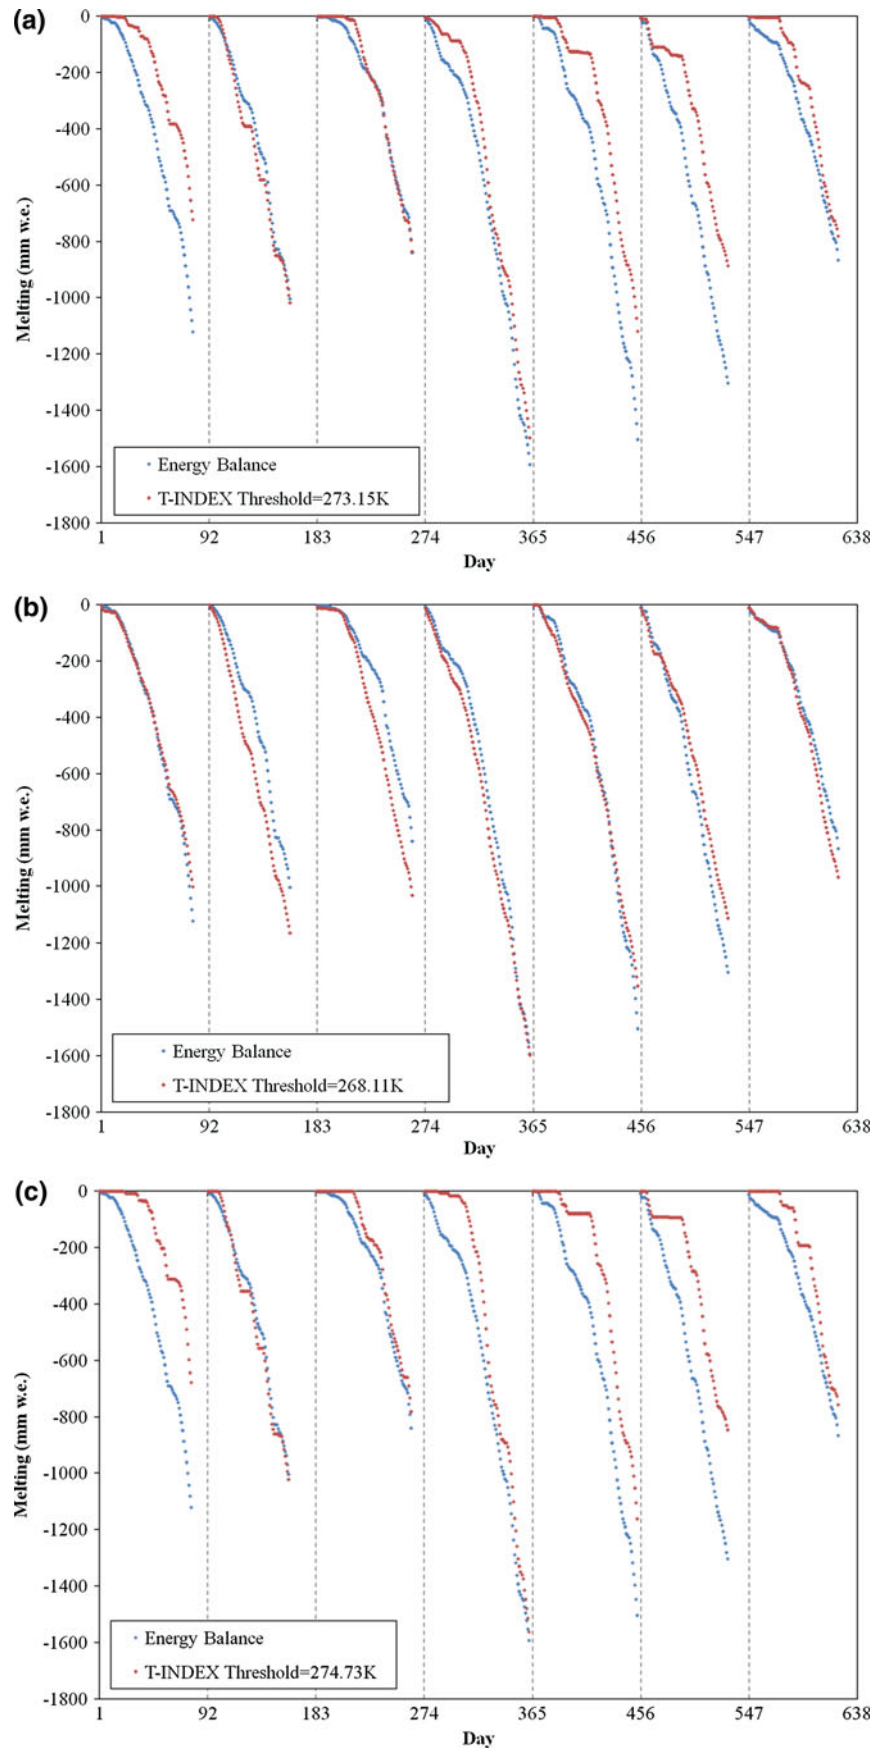 (a)
0
-200
-400
-600
-800
-1000
-1200
-1400
-1600
-1800
Melting (mm w.e.)
Energy Balance
T-INDEX Threshold=273.15K
1 92 183 274 365 456 547 638
Day
(b)
0
-200
-400
-600
-800
-1000
-1200
-1400
-1600
-1800
Melting (mm w.e.)
Energy Balance
T-INDEX Threshold=268.11K
1 92 183 274 365 456 547 638
Day
(c)
0
-200
-400
-600
-800
-1000
-1200
-1400
-1600
-1800
Melting (mm w.e.)
Energy Balance
T-INDEX Threshold=274.73K
1 92 183 274 365 456 547 638
Day